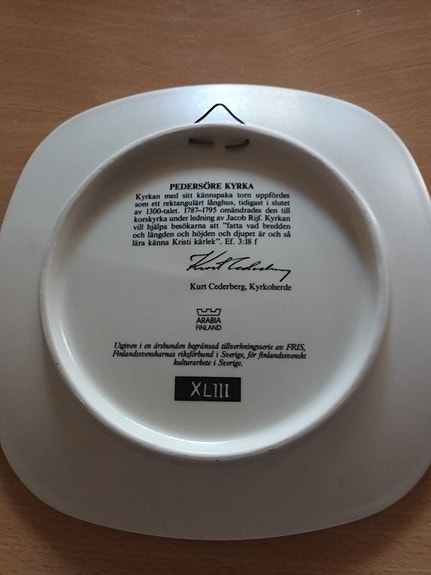 PEDERSÖRE KYRKA
Kyrkan med sitt kännspaka torn uppfördes
som ett rektangulärt långhus, tidigast i slutet
av 1300-talet. 1787-1795 omändrades den till
korskyrka under ledning av Jacob Rijf. Kyrkan
vill hjälpa besökarna att "fatta vad bredden
och längden och höjden och djupet är och så
lära känna Kristi kärlek". Ef. 3:18 f
Kurt Cederberg
Kurt Cederberg, Kyrkoherde
ARABIA
FINLAND
Utgiven i en årsbunden begränsad tillverkningsserie av FRIS,
Finlandssvenskarnas riksförbund i Sverige, för finlandssvenskt
kulturarbete i Sverige.
XLIII